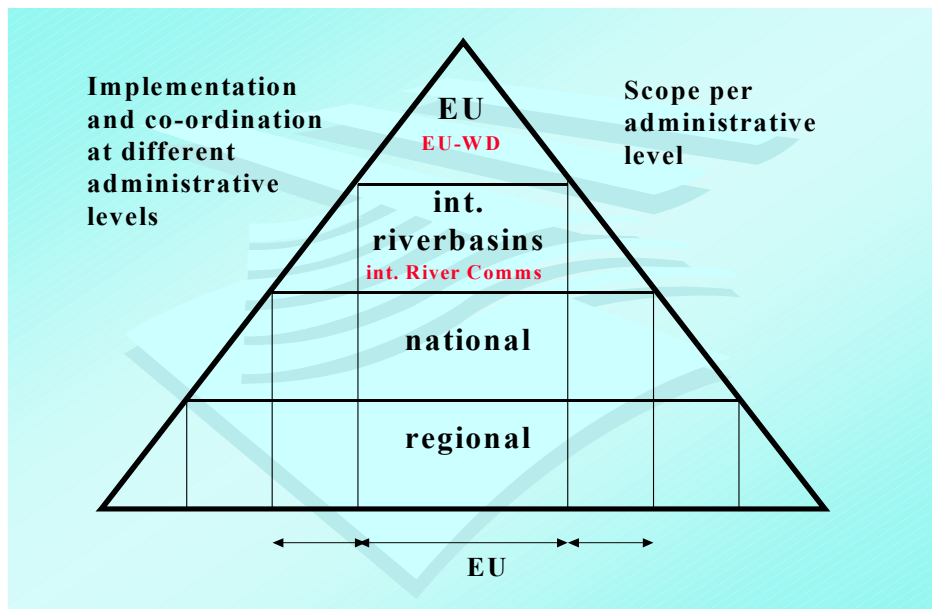 Implementation
and co-ordination
at different
administrative
levels
Scope per
administrative
level
EU
EU-WD
int.
riverbasins
int. River Comms
national
regional
EU